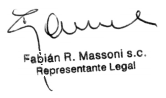 Fabián R. Massoni s.c.
Representante Legal